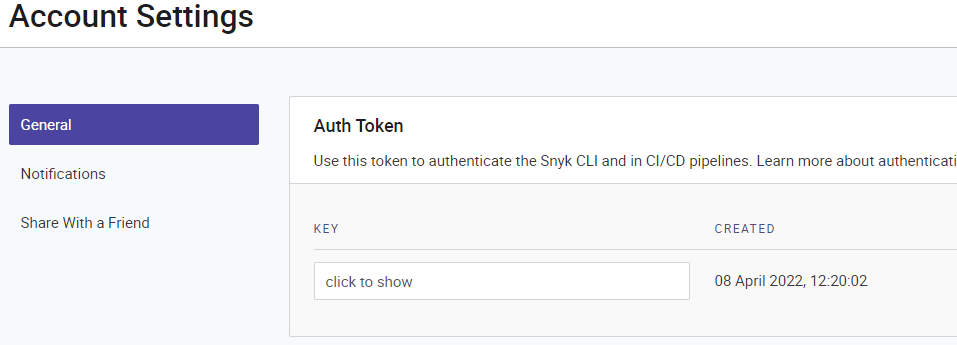 Account Settings
General
Notifications
Share With a Friend
Auth Token
Use this token to authenticate the Snyk CLI and in CI/CD pipelines. Learn more about authenticati
KEY CREATED
click to show 08 April 2022, 12:20:02